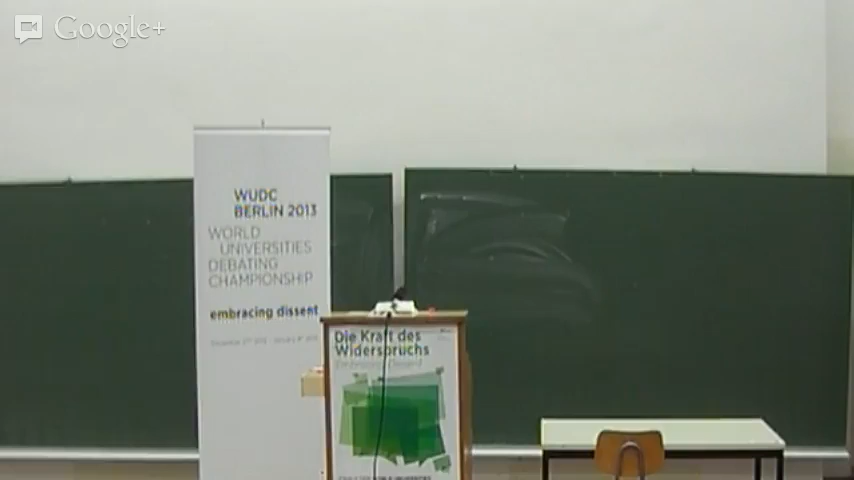 Google+
WUDC
BERLIN 2013
WORLD
UNIVERSITIES
DEBATING
CHAMPIONSHIP
embracing dissent
Die Kraft des
Widerspruchs